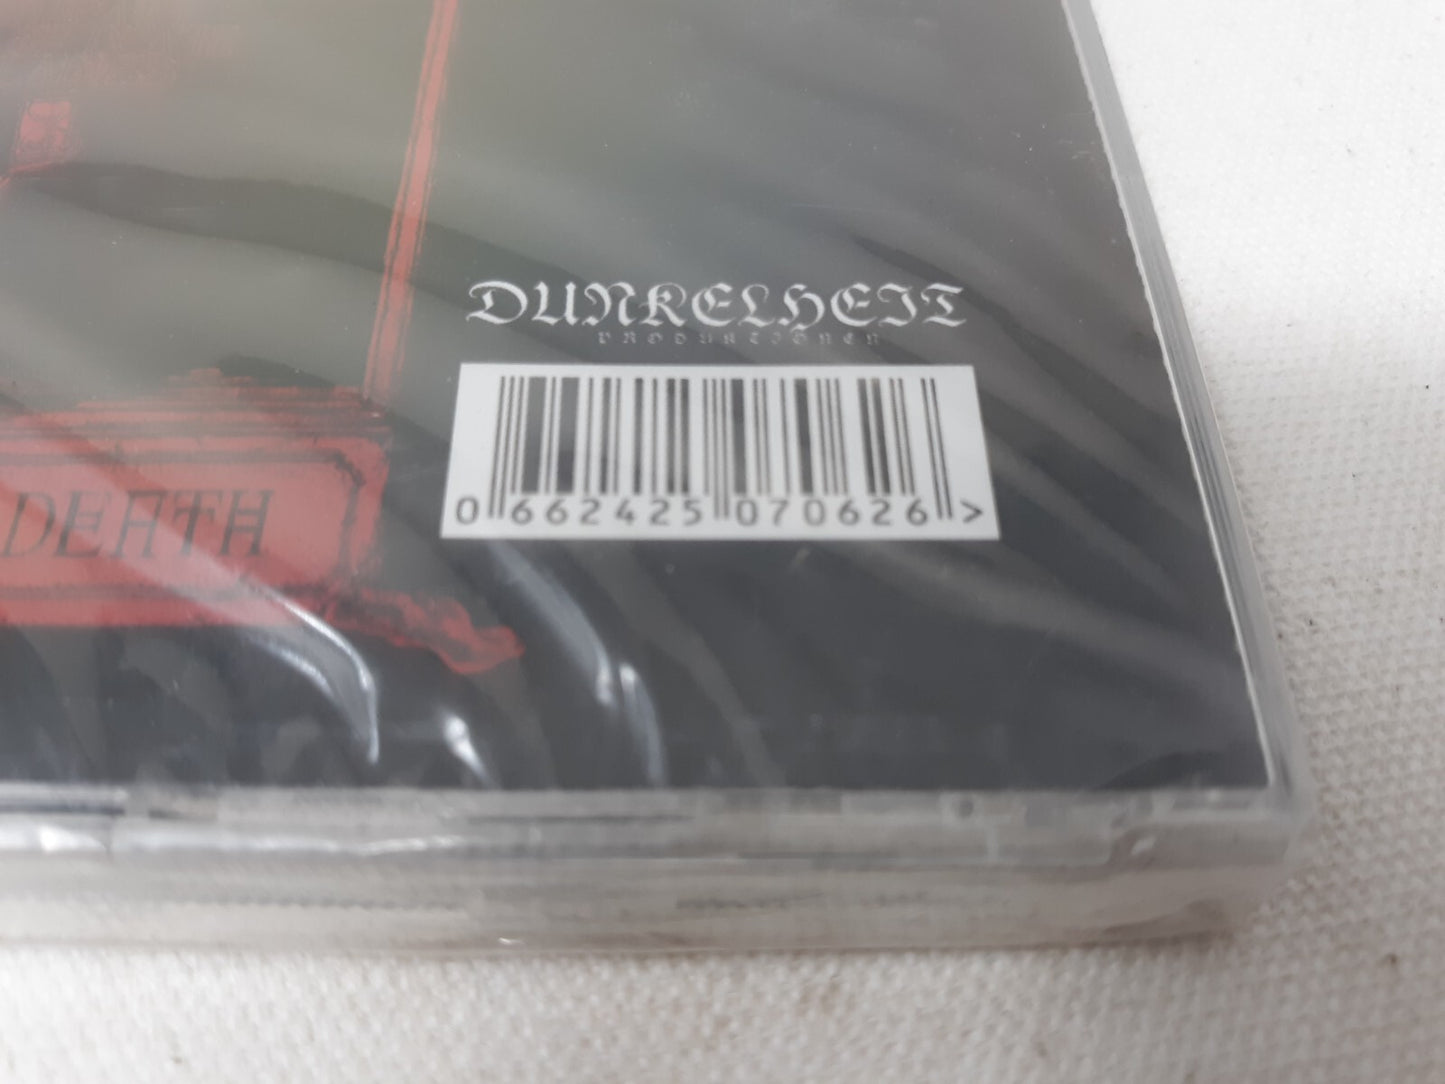 DUNKELHEIT
PRODUKTIONEN
0 662425 070626 >
DEATH